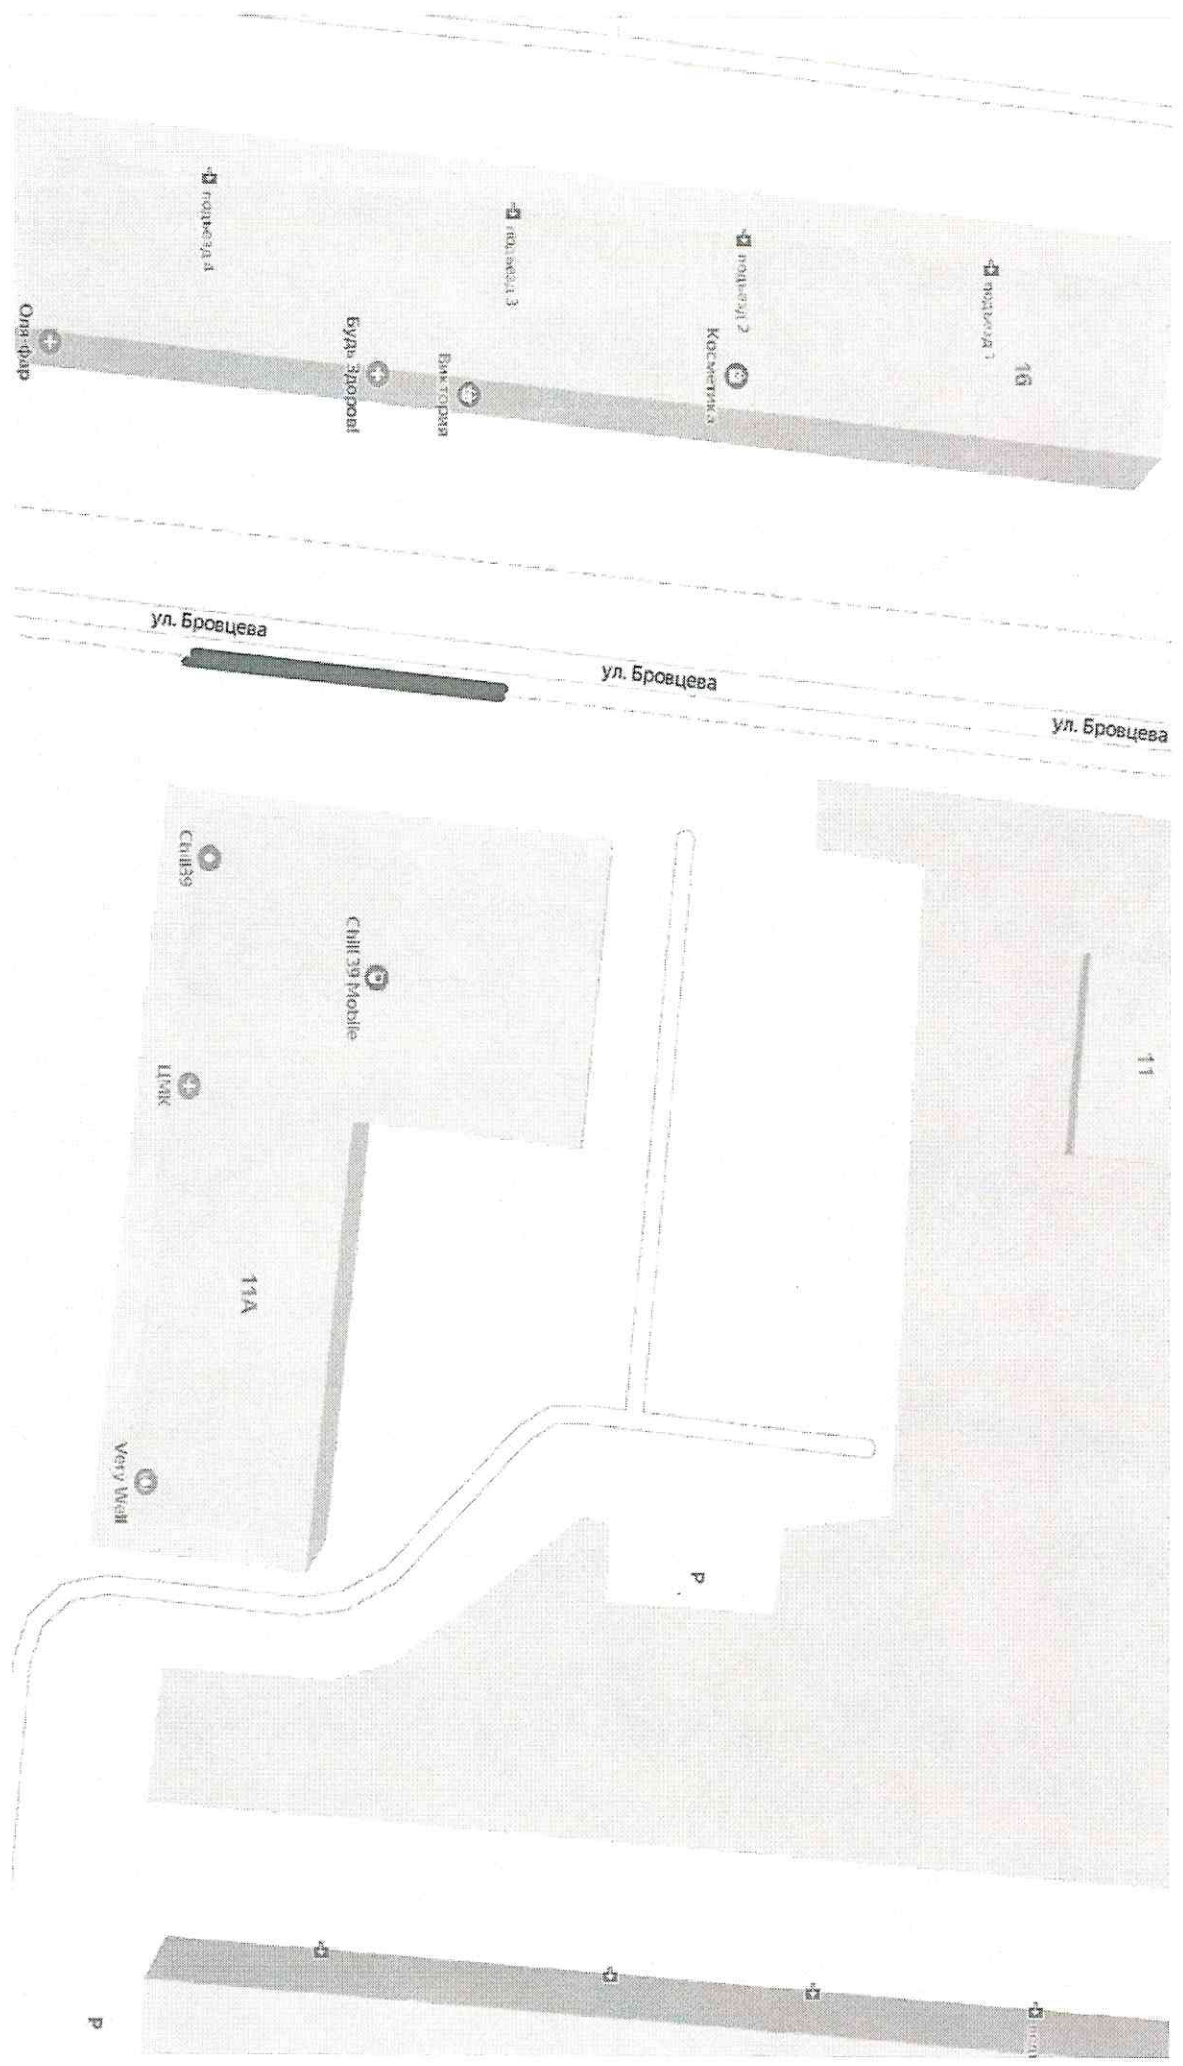 подъезд 4
подъезд 3
подъезд 2
подъезд 1
16
Оля-фар
Будь Здоров!
Виктория
Косметика
ул. Бровцева
ул. Бровцева
ул. Бровцева
Chill39
Chill 39 Mobile
11
ЦМК
11А
Very Well
P
P